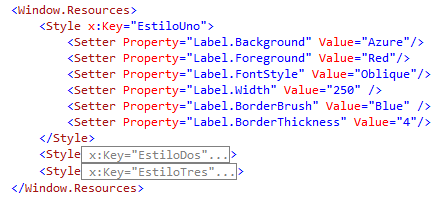 <Window.Resources>
<Style x:Key="EstiloUno">
<Setter Property="Label.Background" Value="Azure"/>
<Setter Property="Label.Foreground" Value="Red"/>
<Setter Property="Label.FontStyle" Value="Oblique"/>
<Setter Property="Label.Width" Value="250" />
<Setter Property="Label.BorderBrush" Value="Blue" />
<Setter Property="Label.BorderThickness" Value="4"/>
</Style>
<Style x:Key="EstiloDos"...>
<Style x:Key="EstiloTres"...>
</Window.Resources>